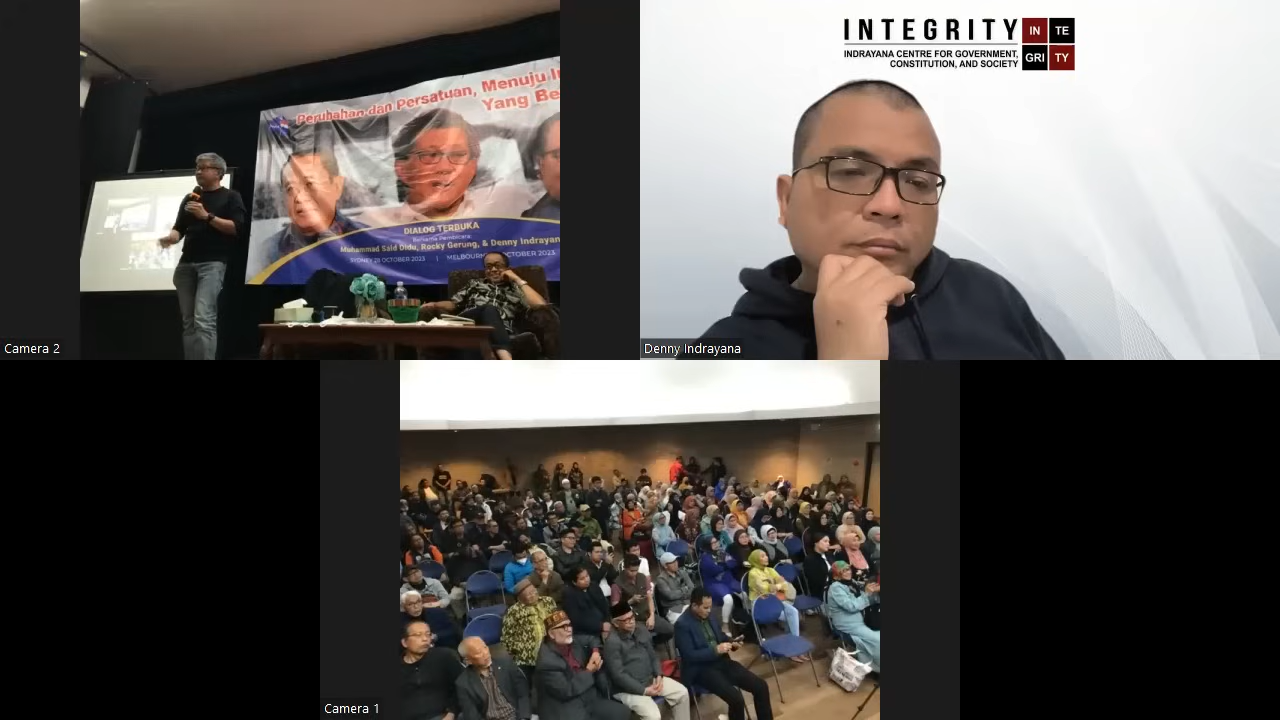 Perubahan dan Persatuan, Menuju
Yang Be
DIALOG TERBUKA
Bersama Pembicara:
Muhammad Said Didu, Rocky Gerung, & Denny Indrayan
SYDNEY 28 OCTOBER 2023 | MELBOURNE OCTOBER 2023
Camera 2
INTEGRITY
INDRAYANA CENTRE FOR GOVERNMENT,
CONSTITUTION, AND SOCIETY
IN TE
GRI TY
Denny Indrayana
Camera 1